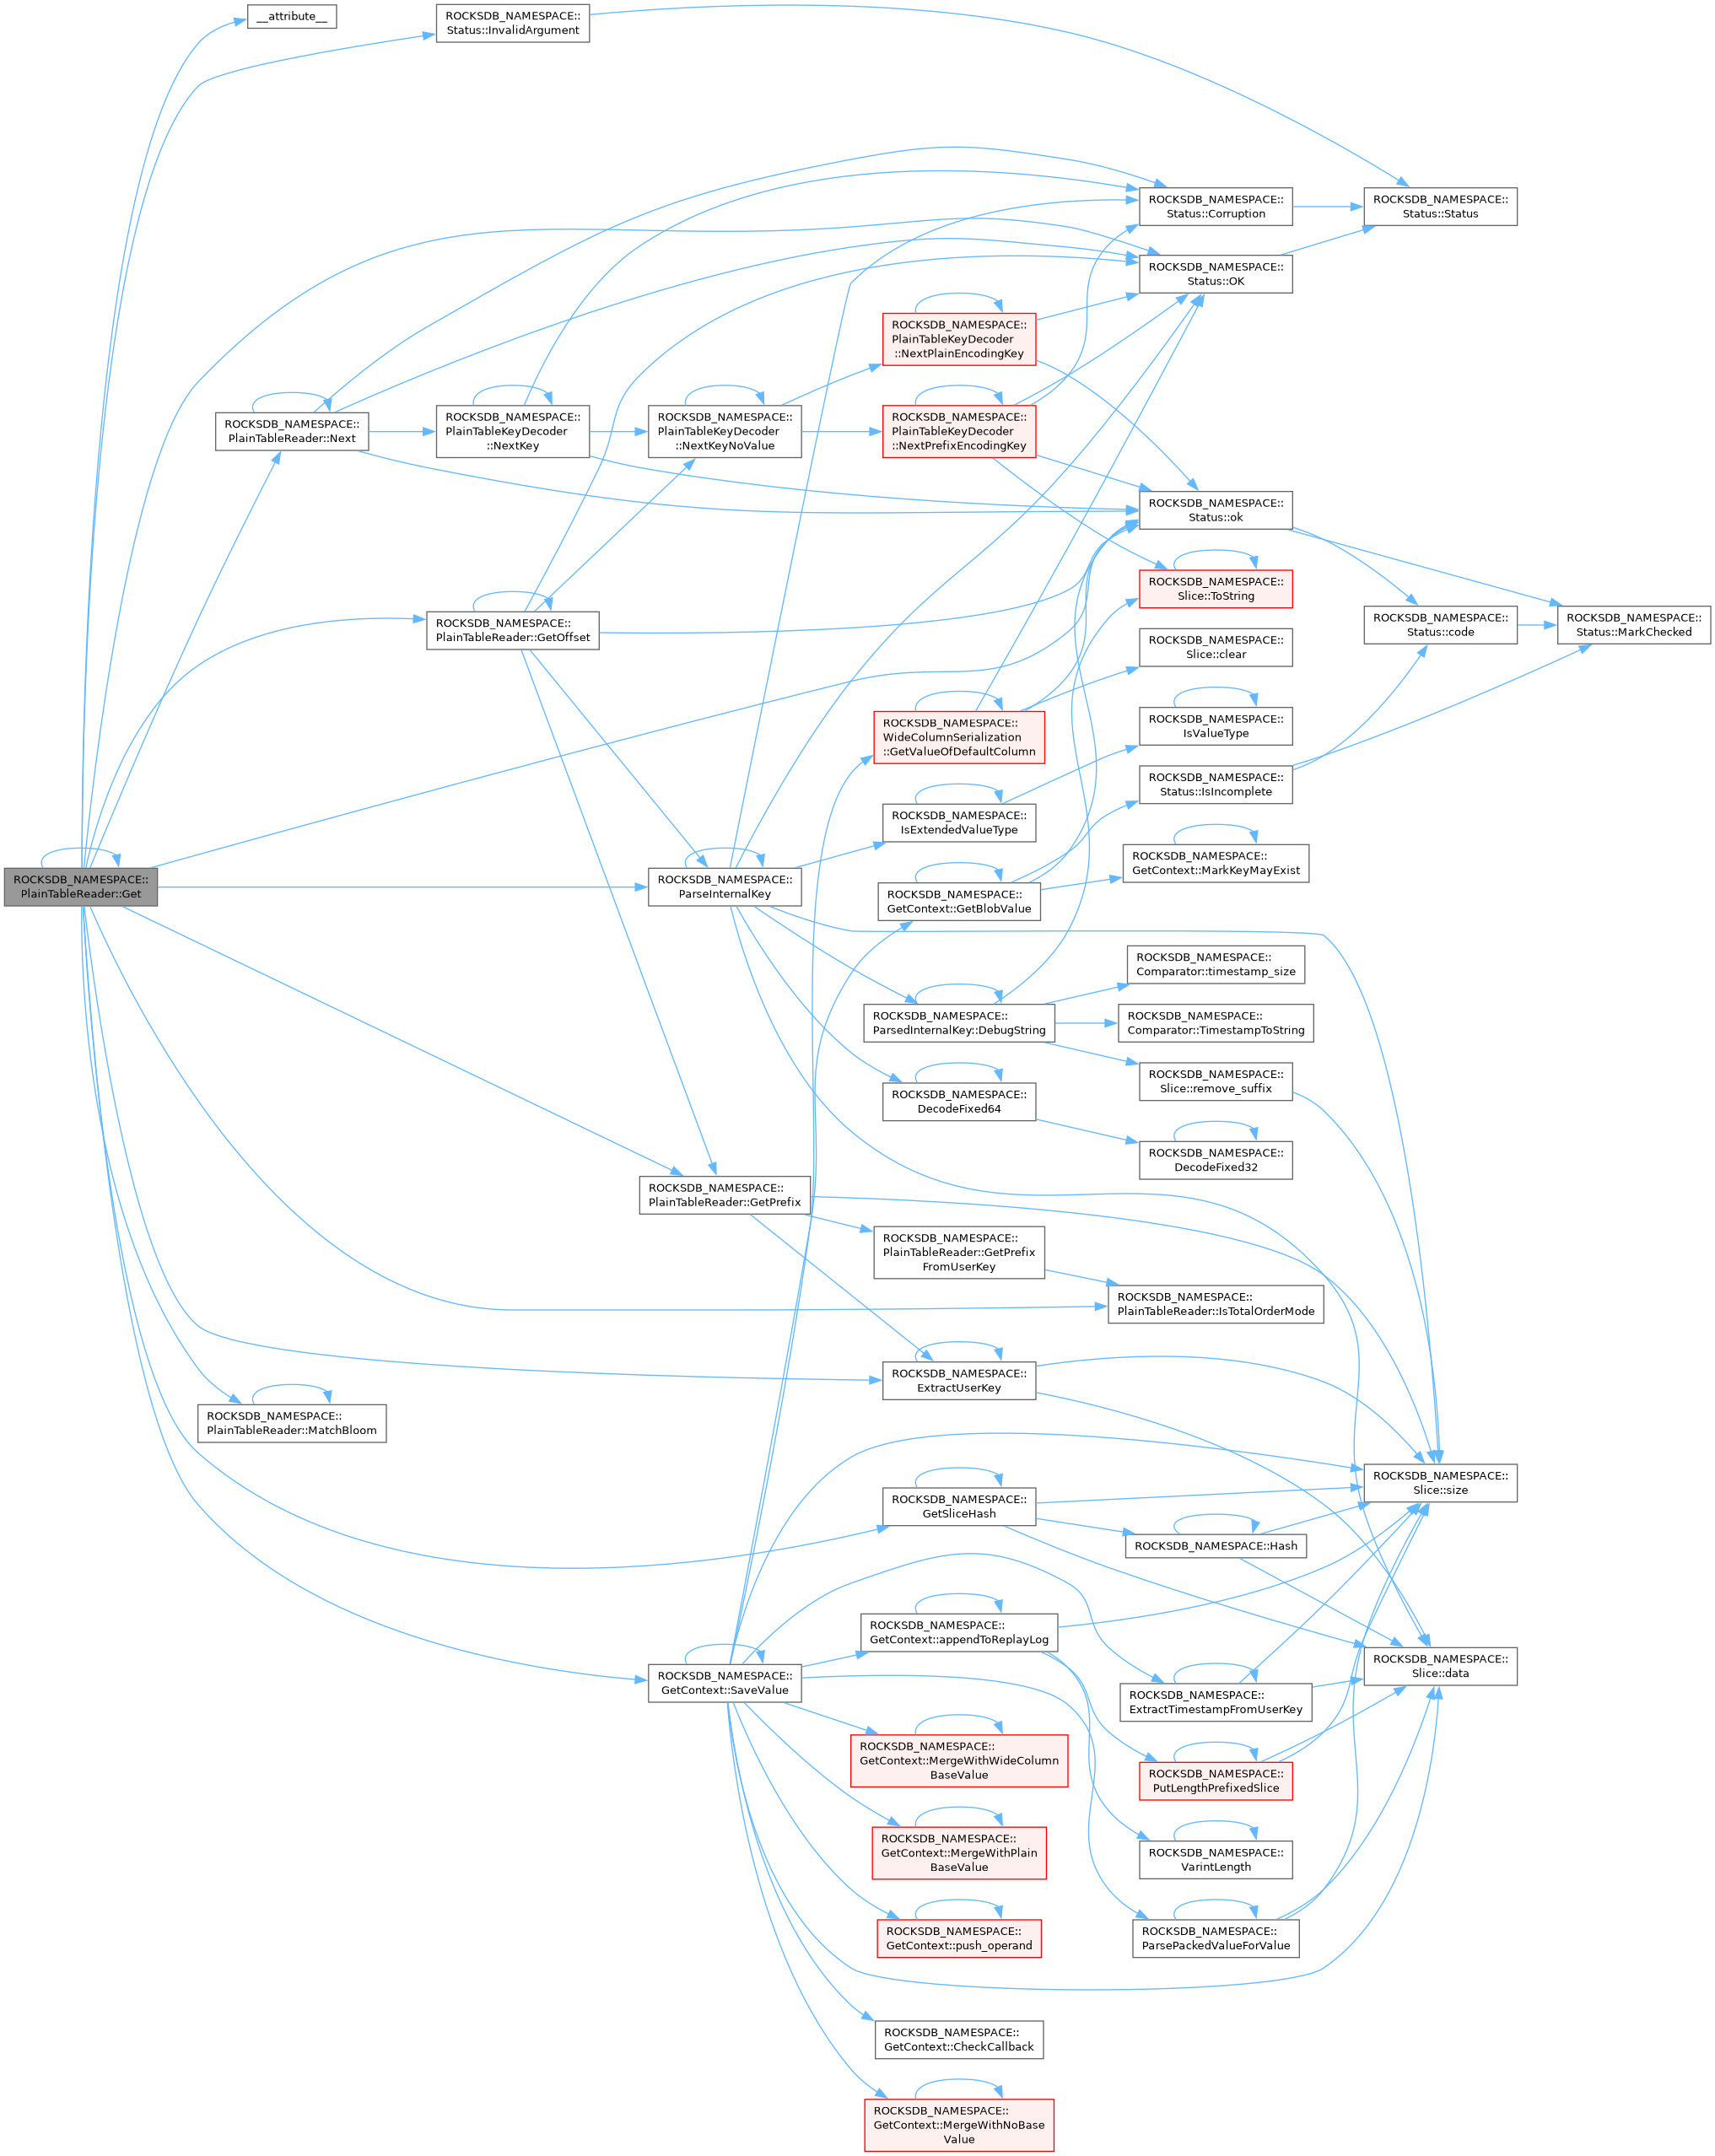 __attribute__
ROCKSDB_NAMESPACE::
Status::InvalidArgument
ROCKSDB_NAMESPACE::
Status::Corruption
ROCKSDB_NAMESPACE::
Status::Status
ROCKSDB_NAMESPACE::
Status::OK
ROCKSDB_NAMESPACE::
PlainTableKeyDecoder
::NextPlainEncodingKey
ROCKSDB_NAMESPACE::
PlainTableReader::Next
ROCKSDB_NAMESPACE::
PlainTableKeyDecoder
::NextKey
ROCKSDB_NAMESPACE::
PlainTableKeyDecoder
::NextKeyNoValue
ROCKSDB_NAMESPACE::
PlainTableKeyDecoder
::NextPrefixEncodingKey
ROCKSDB_NAMESPACE::
Status::ok
ROCKSDB_NAMESPACE::
Slice::ToString
ROCKSDB_NAMESPACE::
Status::code
ROCKSDB_NAMESPACE::
Status::MarkChecked
ROCKSDB_NAMESPACE::
PlainTableReader::GetOffset
ROCKSDB_NAMESPACE::
Slice::clear
ROCKSDB_NAMESPACE::
WideColumnSerialization
::GetValueOfDefaultColumn
ROCKSDB_NAMESPACE::
IsValueType
ROCKSDB_NAMESPACE::
Status::IsIncomplete
ROCKSDB_NAMESPACE::
IsExtendedValueType
ROCKSDB_NAMESPACE::
GetContext::MarkKeyMayExist
ROCKSDB_NAMESPACE::
PlainTableReader::Get
ROCKSDB_NAMESPACE::
ParseInternalKey
ROCKSDB_NAMESPACE::
GetContext::GetBlobValue
ROCKSDB_NAMESPACE::
Comparator::timestamp_size
ROCKSDB_NAMESPACE::
ParsedInternalKey::DebugString
ROCKSDB_NAMESPACE::
Comparator::TimestampToString
ROCKSDB_NAMESPACE::
Slice::remove_suffix
ROCKSDB_NAMESPACE::
DecodeFixed64
ROCKSDB_NAMESPACE::
DecodeFixed32
ROCKSDB_NAMESPACE::
PlainTableReader::GetPrefix
ROCKSDB_NAMESPACE::
PlainTableReader::GetPrefix
FromUserKey
ROCKSDB_NAMESPACE::
PlainTableReader::IsTotalOrderMode
ROCKSDB_NAMESPACE::
ExtractUserKey
ROCKSDB_NAMESPACE::
PlainTableReader::MatchBloom
ROCKSDB_NAMESPACE::
Slice::size
ROCKSDB_NAMESPACE::
GetSliceHash
ROCKSDB_NAMESPACE::Hash
ROCKSDB_NAMESPACE::
GetContext::appendToReplayLog
ROCKSDB_NAMESPACE::
Slice::data
ROCKSDB_NAMESPACE::
GetContext::SaveValue
ROCKSDB_NAMESPACE::
ExtractTimestampFromUserKey
ROCKSDB_NAMESPACE::
GetContext::MergeWithWideColumn
BaseValue
ROCKSDB_NAMESPACE::
PutLengthPrefixedSlice
ROCKSDB_NAMESPACE::
GetContext::MergeWithPlain
BaseValue
ROCKSDB_NAMESPACE::
VarintLength
ROCKSDB_NAMESPACE::
GetContext::push_operand
ROCKSDB_NAMESPACE::
ParsePackedValueForValue
ROCKSDB_NAMESPACE::
GetContext::CheckCallback
ROCKSDB_NAMESPACE::
GetContext::MergeWithNoBase
Value